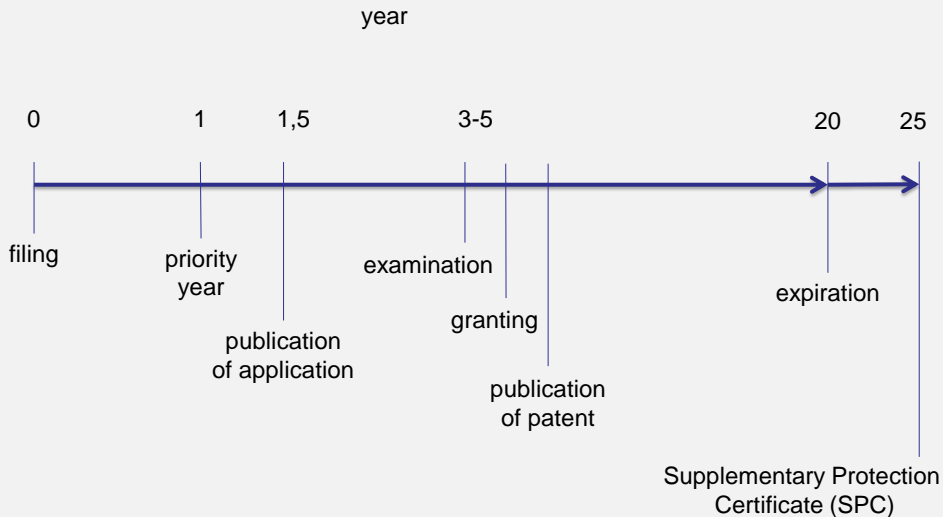 year
0
1
1,5
3-5
20
25
filing
priority
year
publication
of application
examination
granting
publication
of patent
expiration
Supplementary Protection
Certificate (SPC)